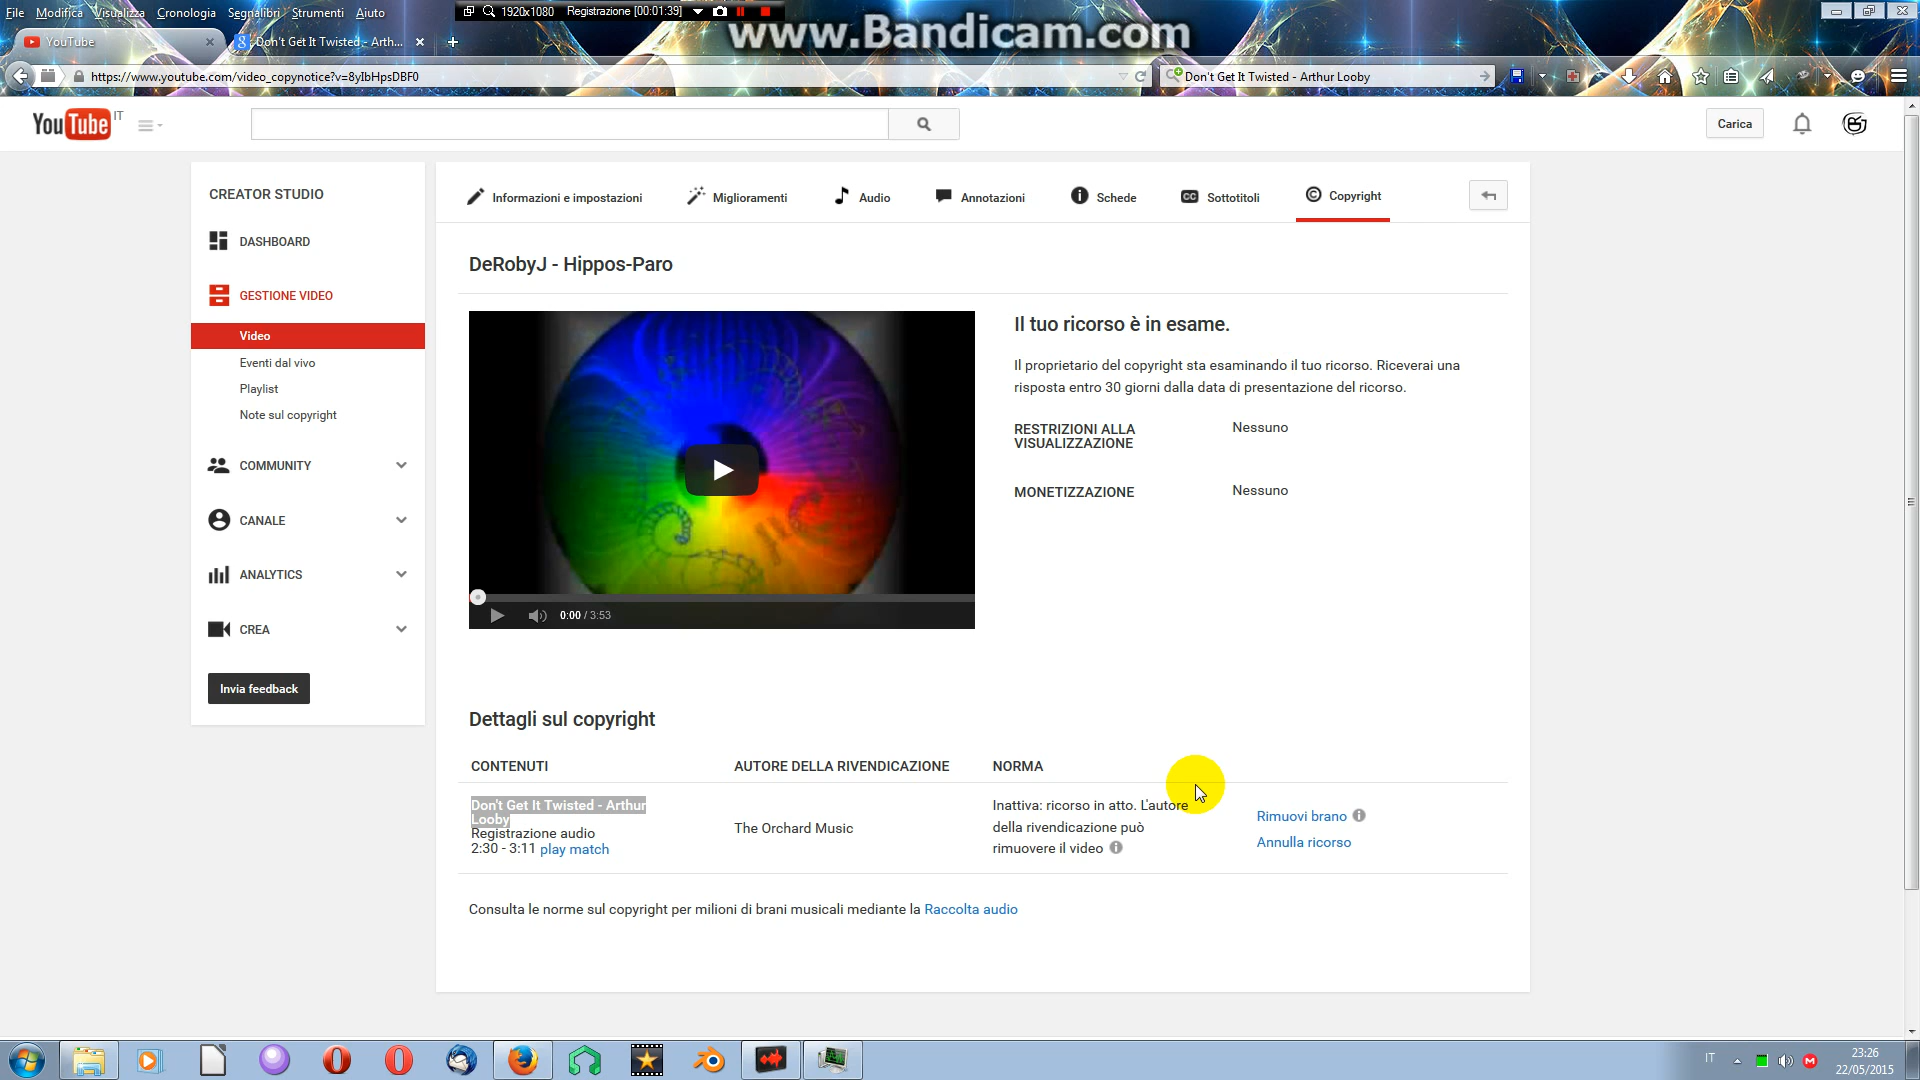 File Modifica Visualizza Cronologia Segnalibri Strumenti Aiuto
1920x1080 Registrazione [00:01:39]
www.Bandicam.com
YouTube
Don't Get It Twisted - Arth...
https://www.youtube.com/video_copynotice?v=8yIbHpsDBF0
Don't Get It Twisted - Arthur Looby
YouTube IT
Carica
CREATOR STUDIO
DASHBOARD
GESTIONE VIDEO
Video
Eventi dal vivo
Playlist
Note sul copyright
COMMUNITY
CANALE
ANALYTICS
CREA
Invia feedback
Informazioni e impostazioni
Miglioramenti
Audio
Annotazioni
Schede
CC Sottotitoli
Copyright
DeRobyJ - Hippos-Paro
0:00 / 3:53
Il tuo ricorso è in esame.
Il proprietario del copyright sta esaminando il tuo ricorso. Riceverai una
risposta entro 30 giorni dalla data di presentazione del ricorso.
RESTRIZIONI ALLA
VISUALIZZAZIONE
Nessuno
MONETIZZAZIONE
Nessuno
Dettagli sul copyright
CONTENUTI
AUTORE DELLA RIVENDICAZIONE
NORMA
Don't Get It Twisted - Arthur
Looby
Registrazione audio
2:30 - 3:11 play match
The Orchard Music
Inattiva: ricorso in atto. L'autore
della rivendicazione può
rimuovere il video
Rimuovi brano
Annulla ricorso
Consulta le norme sul copyright per milioni di brani musicali mediante la Raccolta audio
IT
23:26
22/05/2015